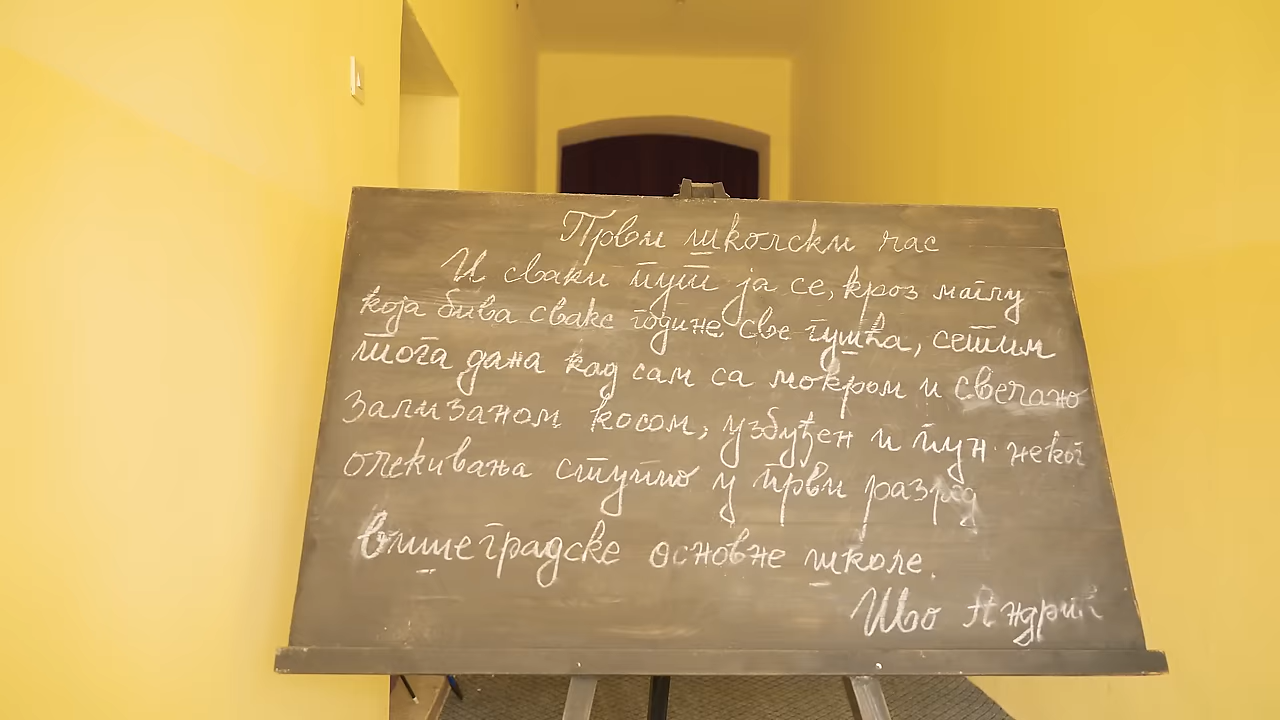 Први школски час
И сваки пут ја се, кроз маглу
која бива сваке године све гушћа, сетим
тога дана кад сам са мокром и свечано
зализаном косом, узбуђен и пун неког
очекивања ступио у први разред
вишеградске основне школе.
Иво Андрић